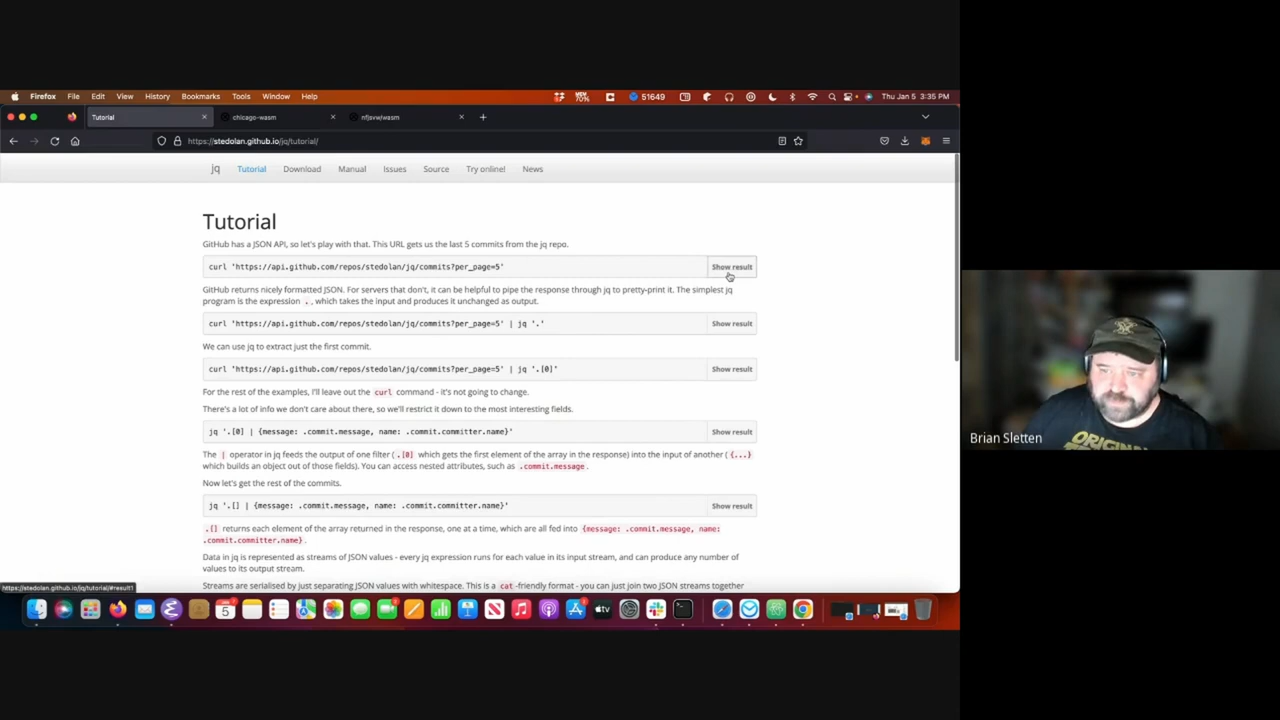 Firefox File Edit View History Bookmarks Tools Window Help 70% 51649 Thu Jan 5 3:35 PM
Tutorial chicago-wasm nfjsvw/wasm
https://stedolan.github.io/jq/tutorial/
jq Tutorial Download Manual Issues Source Try online! News
Tutorial
GitHub has a JSON API, so let's play with that. This URL gets us the last 5 commits from the jq repo.
curl 'https://api.github.com/repos/stedolan/jq/commits?per_page=5' Show result
GitHub returns nicely formatted JSON. For servers that don't, it can be helpful to pipe the response through jq to pretty-print it. The simplest jq
program is the expression ., which takes the input and produces it unchanged as output.
curl 'https://api.github.com/repos/stedolan/jq/commits?per_page=5' | jq '.' Show result
We can use jq to extract just the first commit.
curl 'https://api.github.com/repos/stedolan/jq/commits?per_page=5' | jq '.[0]' Show result
For the rest of the examples, I'll leave out the curl command - it's not going to change.
There's a lot of info we don't care about there, so we'll restrict it down to the most interesting fields.
jq '.[0] | {message: .commit.message, name: .commit.committer.name}' Show result
The | operator in jq feeds the output of one filter (.[0] which gets the first element of the array in the response) into the input of another ({...}
which builds an object out of those fields). You can access nested attributes, such as .commit.message.
Now let's get the rest of the commits.
jq '.[] | {message: .commit.message, name: .commit.committer.name}' Show result
.[] returns each element of the array returned in the response, one at a time, which are all fed into {message: .commit.message, name:
.commit.committer.name}.
Data in jq is represented as streams of JSON values - every jq expression runs for each value in its input stream, and can produce any number of
values to its output stream.
Streams are serialised by just separating JSON values with whitespace. This is a cat-friendly format - you can just join two JSON streams together
https://stedolan.github.io/jq/tutorial/#result1
5
tv
Brian Sletten
ORIGINAL